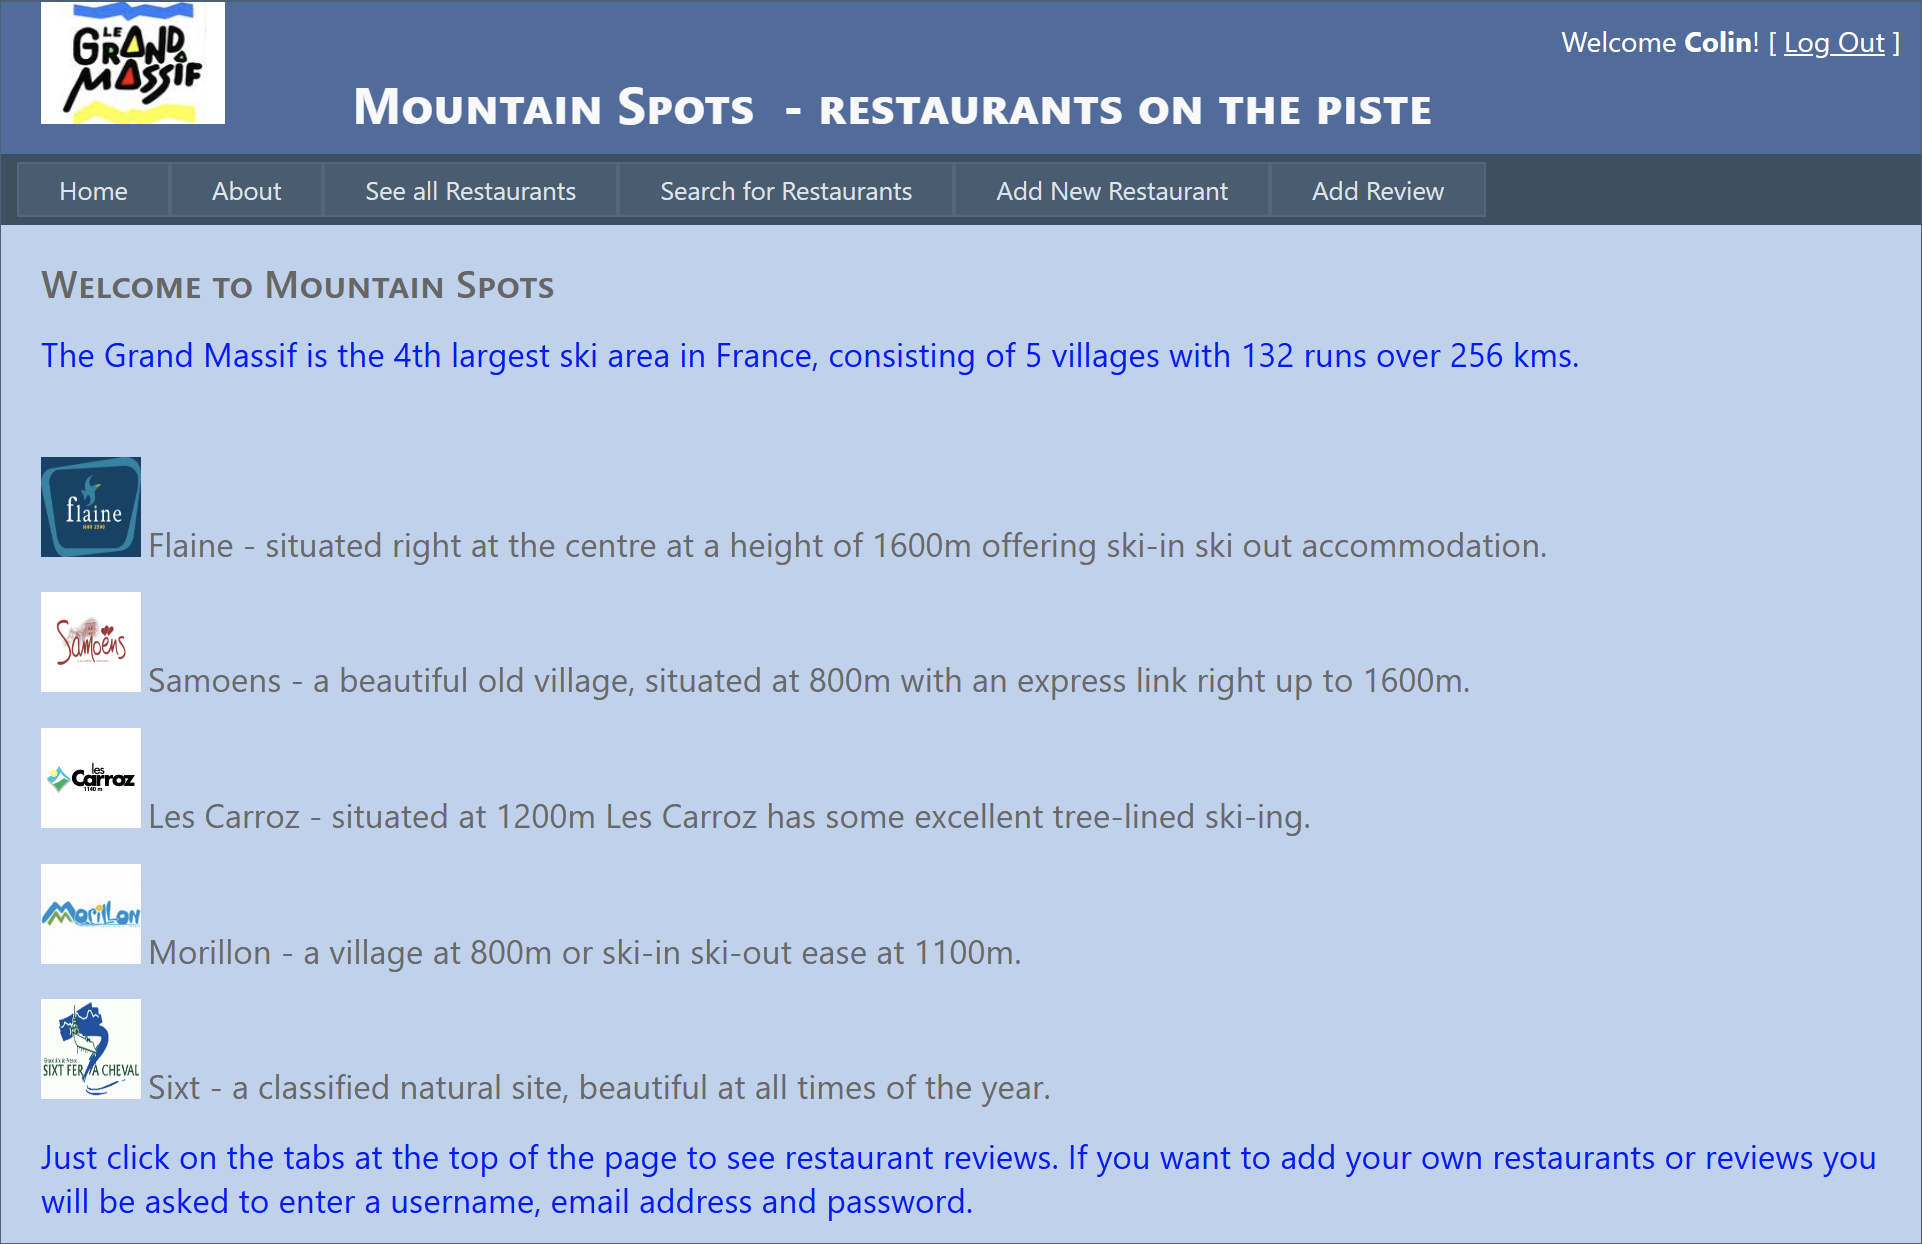 LE
GRAND
MASSIF
Welcome Colin! [ Log Out ]
Mountain Spots - restaurants on the piste
Home
About
See all Restaurants
Search for Restaurants
Add New Restaurant
Add Review
Welcome to Mountain Spots
The Grand Massif is the 4th largest ski area in France, consisting of 5 villages with 132 runs over 256 kms.
flaine
Flaine - situated right at the centre at a height of 1600m offering ski-in ski out accommodation.
Samoëns
Samoens - a beautiful old village, situated at 800m with an express link right up to 1600m.
les
Carroz
1140 m
Les Carroz - situated at 1200m Les Carroz has some excellent tree-lined ski-ing.
Morillon
Morillon - a village at 800m or ski-in ski-out ease at 1100m.
Grand Site de France
SIXT FER A CHEVAL
Sixt - a classified natural site, beautiful at all times of the year.
Just click on the tabs at the top of the page to see restaurant reviews. If you want to add your own restaurants or reviews you
will be asked to enter a username, email address and password.